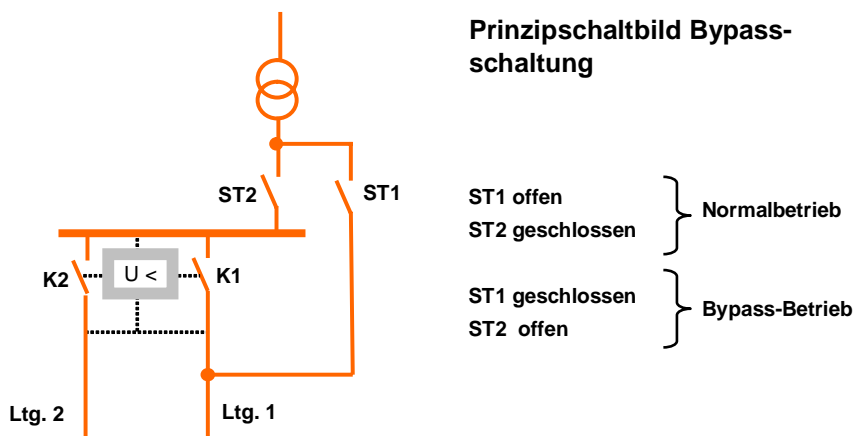 Prinzipschaltbild Bypass-
schaltung
ST2
ST1
ST1 offen
ST2 geschlossen
Normalbetrieb
K2
U <
K1
ST1 geschlossen
ST2 offen
Bypass-Betrieb
Ltg. 2
Ltg. 1